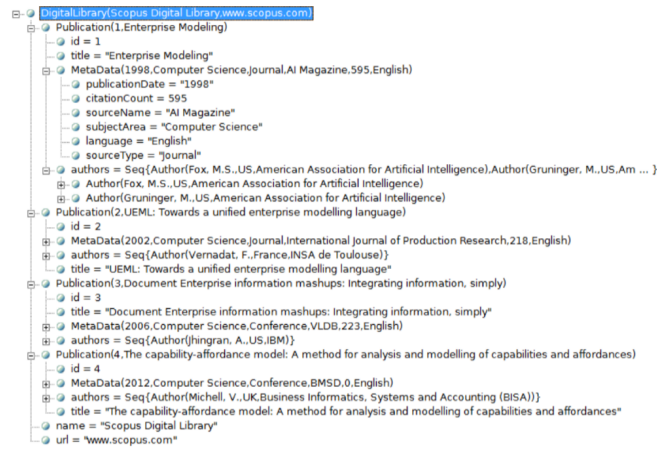 DigitalLibrary(Scopus Digital Library,www.scopus.com)
Publication(1,Enterprise Modeling)
id = 1
title = "Enterprise Modeling"
MetaData(1998,Computer Science,Journal,AI Magazine,595,English)
publicationDate = "1998"
citationCount = 595
sourceName = "AI Magazine"
subjectArea = "Computer Science"
language = "English"
sourceType = "Journal"
authors = Seq{Author(Fox, M.S.,US,American Association for Artificial Intelligence),Author(Gruninger, M.,US,Am ... }
Author(Fox, M.S.,US,American Association for Artificial Intelligence)
Author(Gruninger, M.,US,American Association for Artificial Intelligence)
Publication(2,UEML: Towards a unified enterprise modelling language)
id = 2
MetaData(2002,Computer Science,Journal,International Journal of Production Research,218,English)
authors = Seq{Author(Vernadat, F.,France,INSA de Toulouse)}
title = "UEML: Towards a unified enterprise modelling language"
Publication(3,Document Enterprise information mashups: Integrating information, simply)
id = 3
title = "Document Enterprise information mashups: Integrating information, simply"
MetaData(2006,Computer Science,Conference,VLDB,223,English)
authors = Seq{Author(Jhingran, A.,US,IBM)}
Publication(4,The capability-affordance model: A method for analysis and modelling of capabilities and affordances)
id = 4
MetaData(2012,Computer Science,Conference,BMSD,0,English)
authors = Seq{Author(Michell, V.,UK,Business Informatics, Systems and Accounting (BISA))}
title = "The capability-affordance model: A method for analysis and modelling of capabilities and affordances"
name = "Scopus Digital Library"
url = "www.scopus.com"